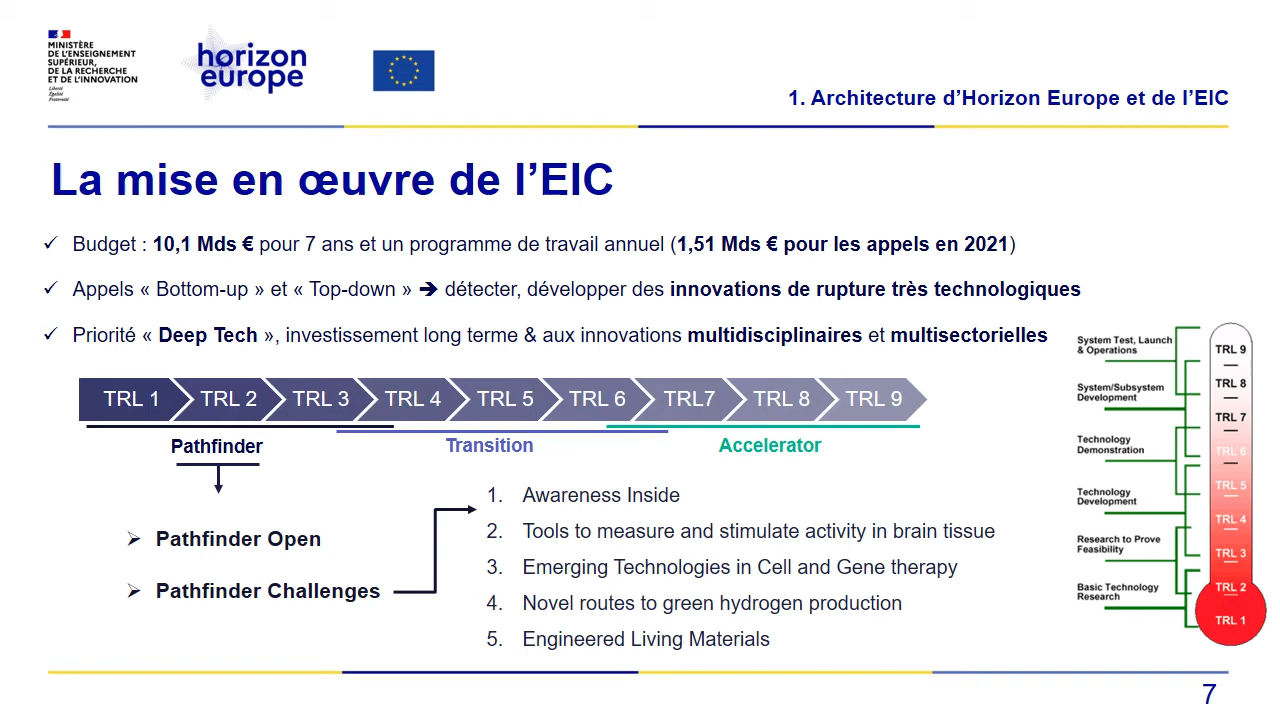 MINISTÈRE
DE L'ENSEIGNEMENT
SUPÉRIEUR,
DE LA RECHERCHE
ET DE L'INNOVATION
Liberté
Égalité
Fraternité
horizon
europe
1. Architecture d’Horizon Europe et de l’EIC
La mise en œuvre de l’EIC
✓ Budget : 10,1 Mds € pour 7 ans et un programme de travail annuel (1,51 Mds € pour les appels en 2021)
✓ Appels « Bottom-up » et « Top-down » ➔ détecter, développer des innovations de rupture très technologiques
✓ Priorité « Deep Tech », investissement long terme & aux innovations multidisciplinaires et multisectorielles
TRL 1 TRL 2 TRL 3 TRL 4 TRL 5 TRL 6 TRL7 TRL 8 TRL 9
Pathfinder Transition Accelerator
➢ Pathfinder Open
➢ Pathfinder Challenges
1. Awareness Inside
2. Tools to measure and stimulate activity in brain tissue
3. Emerging Technologies in Cell and Gene therapy
4. Novel routes to green hydrogen production
5. Engineered Living Materials
System Test, Launch
& Operations
System/Subsystem
Development
Technology
Demonstration
Technology
Development
Research to Prove
Feasibility
Basic Technology
Research
TRL 9
TRL 8
TRL 7
TRL 6
TRL 5
TRL 4
TRL 3
TRL 2
TRL 1
7